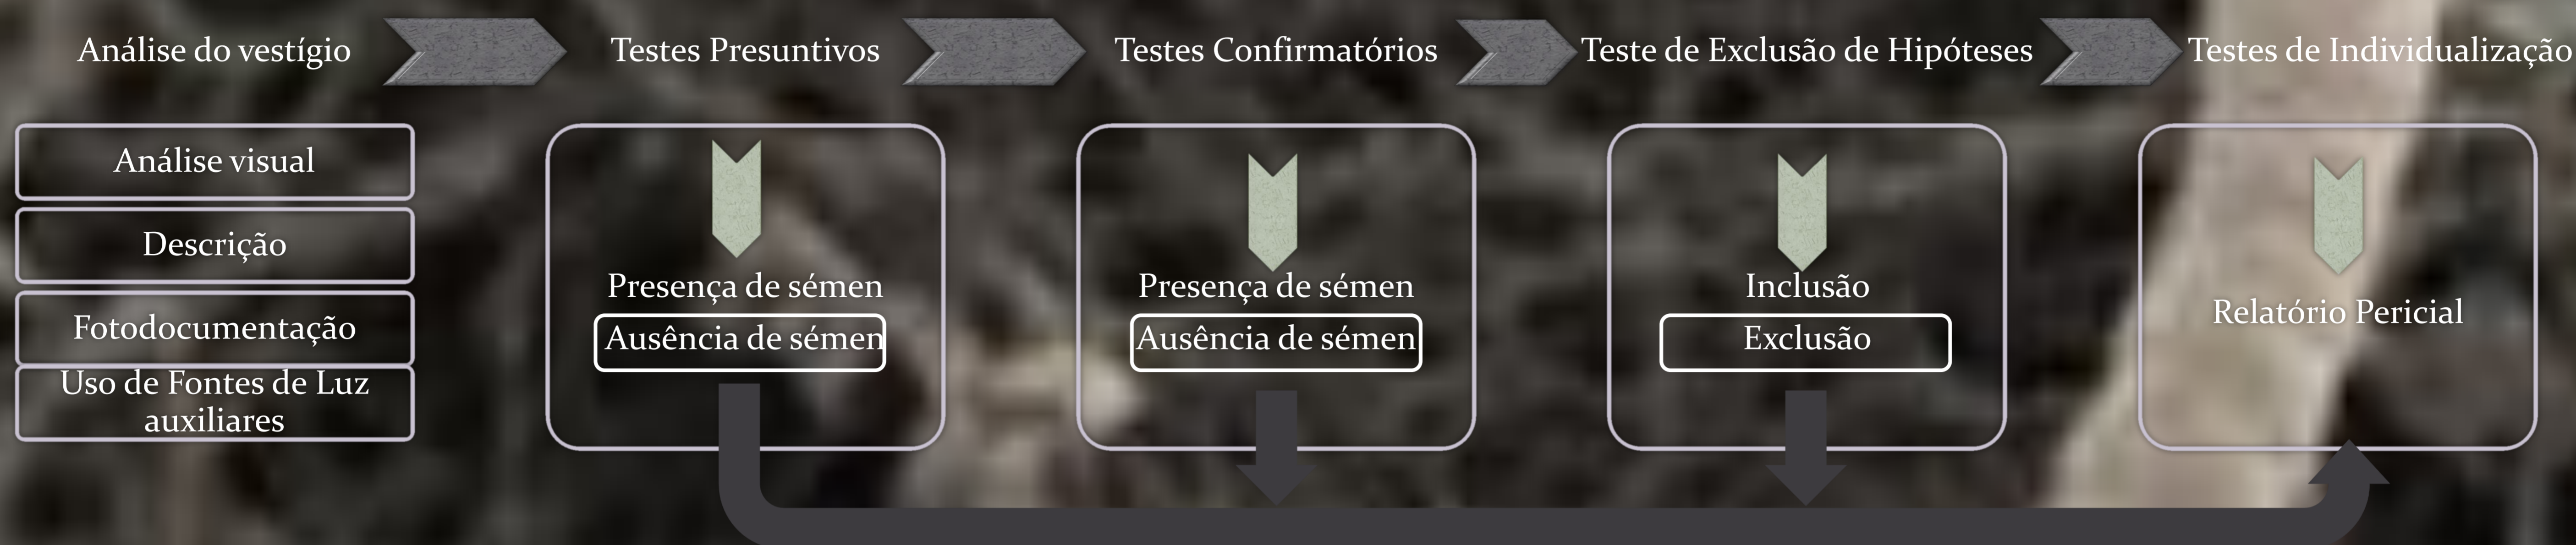 Análise do vestígio
Testes Presuntivos
Testes Confirmatórios
Teste de Exclusão de Hipóteses
Testes de Individualização
Análise visual
Descrição
Fotodocumentação
Uso de Fontes de Luz
auxiliares
Presença de sémen
Ausência de sémen
Presença de sémen
Ausência de sémen
Inclusão
Exclusão
Relatório Pericial